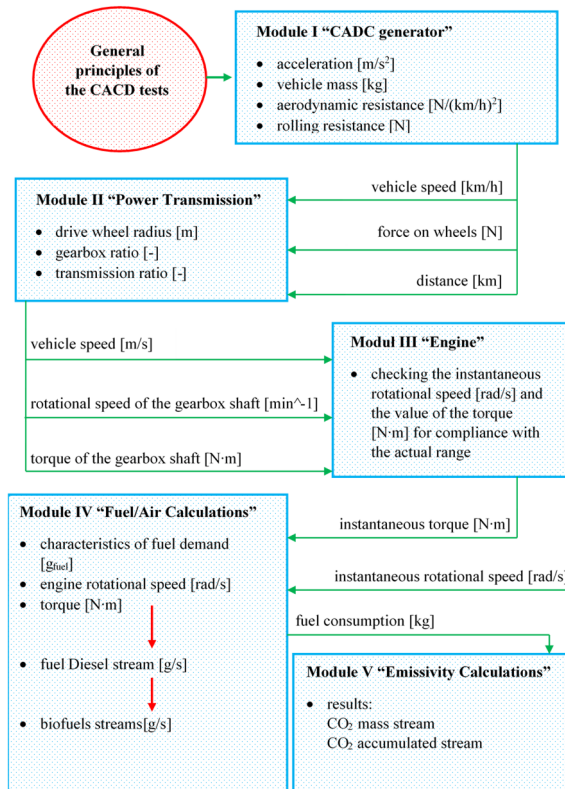 General
principles of
the CACD tests
Module I “CADC generator”
• acceleration [m/s²]
• vehicle mass [kg]
• aerodynamic resistance [N/(km/h)²]
• rolling resistance [N]
vehicle speed [km/h]
force on wheels [N]
distance [km]
Module II “Power Transmission”
• drive wheel radius [m]
• gearbox ratio [-]
• transmission ratio [-]
vehicle speed [m/s]
rotational speed of the gearbox shaft [min^-1]
torque of the gearbox shaft [N·m]
Moduł III “Engine”
• checking the instantaneous
rotational speed [rad/s] and
the value of the torque
[N·m] for compliance with
the actual range
instantaneous torque [N·m]
instantaneous rotational speed [rad/s]
Module IV “Fuel/Air Calculations”
• characteristics of fuel demand
[gfuel]
• engine rotational speed [rad/s]
• torque [N·m]
• fuel Diesel stream [g/s]
• biofuels streams[g/s]
fuel consumption [kg]
Module V “Emissivity Calculations”
• results:
CO₂ mass stream
CO₂ accumulated stream